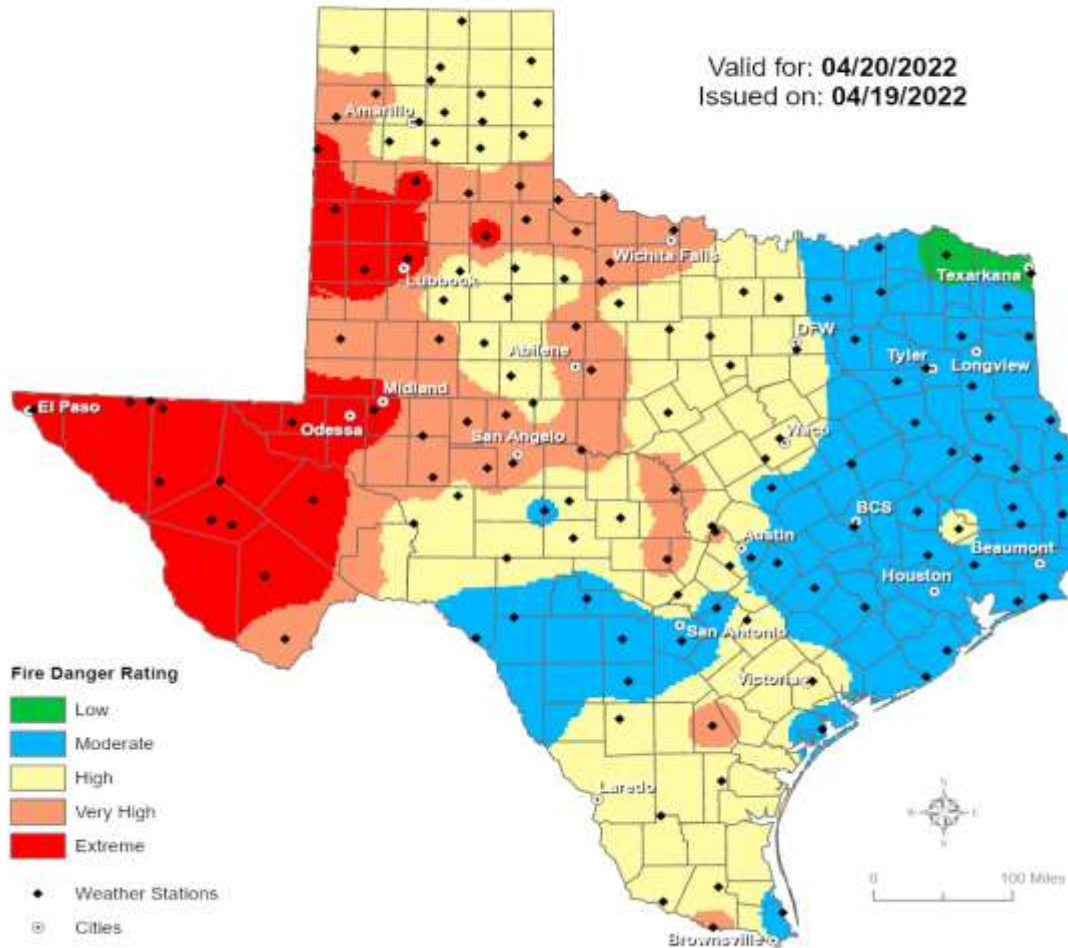 Valid for: 04/20/2022
Issued on: 04/19/2022
Amarillo
Wichita Falls
Lubbock
Texarkana
DFW
Abilene
Tyler
Longview
Midland
El Paso
Odessa
San Angelo
Waco
BCS
Austin
Beaumont
Houston
San Antonio
Victoria
Laredo
Brownsville
Fire Danger Rating
Low
Moderate
High
Very High
Extreme
Weather Stations
Cities
N
W
E
S
0 100 Miles